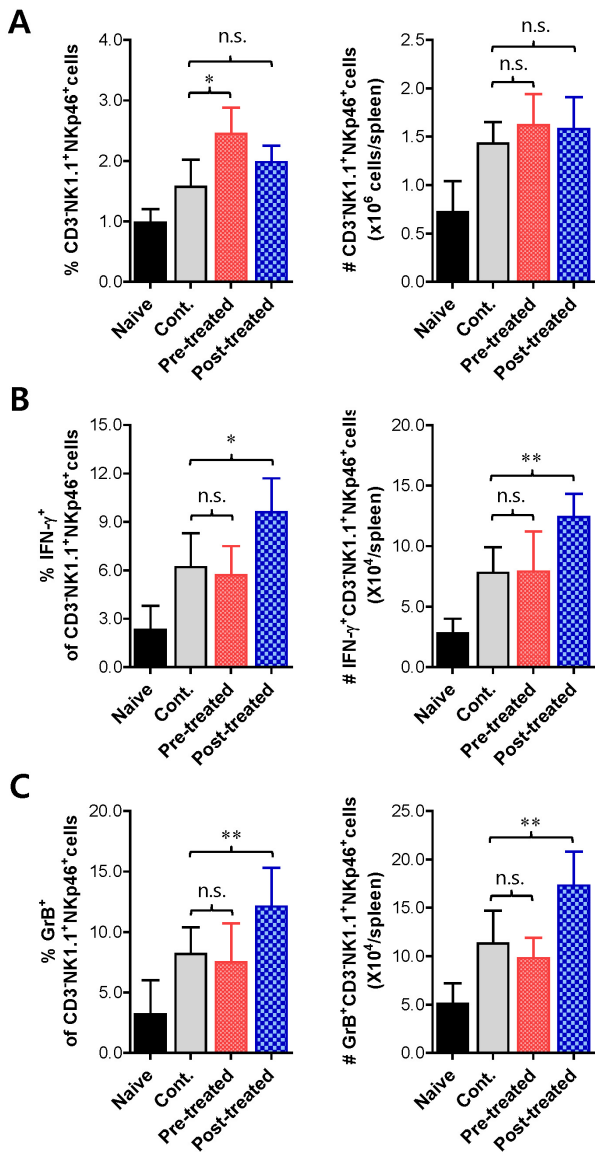 A
% CD3⁻NK1.1⁺NKp46⁺cells
4.0
3.0
2.0
1.0
0.0
n.s.
*
Naive
Cont.
Pre-treated
Post-treated
# CD3⁻NK1.1⁺NKp46⁺cells
(x10⁶ cells/spleen)
2.5
2.0
1.5
1.0
0.5
0.0
n.s.
n.s.
Naive
Cont.
Pre-treated
Post-treated
B
% IFN-γ⁺
of CD3⁻NK1.1⁺NKp46⁺cells
15.0
12.0
9.0
6.0
3.0
0.0
*
n.s.
Naive
Cont.
Pre-treated
Post-treated
# IFN-γ⁺CD3⁻NK1.1⁺NKp46⁺cells
(X10⁴/spleen)
20.0
15.0
10.0
5.0
0.0
**
n.s.
Naive
Cont.
Pre-treated
Post-treated
C
% GrB⁺
of CD3⁻NK1.1⁺NKp46⁺cells
20.0
15.0
10.0
5.0
0.0
**
n.s.
Naive
Cont.
Pre-treated
Post-treated
# GrB⁺CD3⁻NK1.1⁺NKp46⁺cells
(X10⁴/spleen)
25.0
20.0
15.0
10.0
5.0
0.0
**
n.s.
Naive
Cont.
Pre-treated
Post-treated